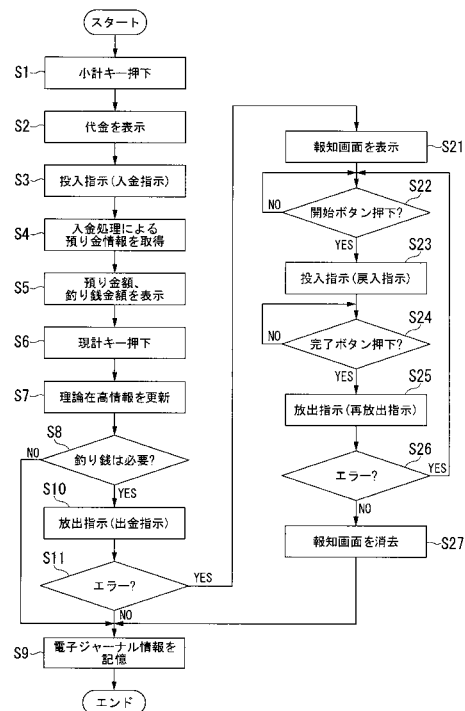 スタート
S1
小計キー押下
S2
代金を表示
S3
投入指示(入金指示)
S4
入金処理による
預り金情報を取得
S5
預り金額、
釣り銭金額を表示
S6
現計キー押下
S7
理論在高情報を更新
S8
釣り銭は必要?
NO
YES
S10
放出指示(出金指示)
S11
エラー?
YES
NO
S9
電子ジャーナル情報を
記憶
エンド
報知画面を表示
S21
S22
開始ボタン押下?
NO
YES
S23
投入指示(戻入指示)
S24
完了ボタン押下?
NO
YES
S25
放出指示(再放出指示)
S26
エラー?
YES
NO
報知画面を消去
S27